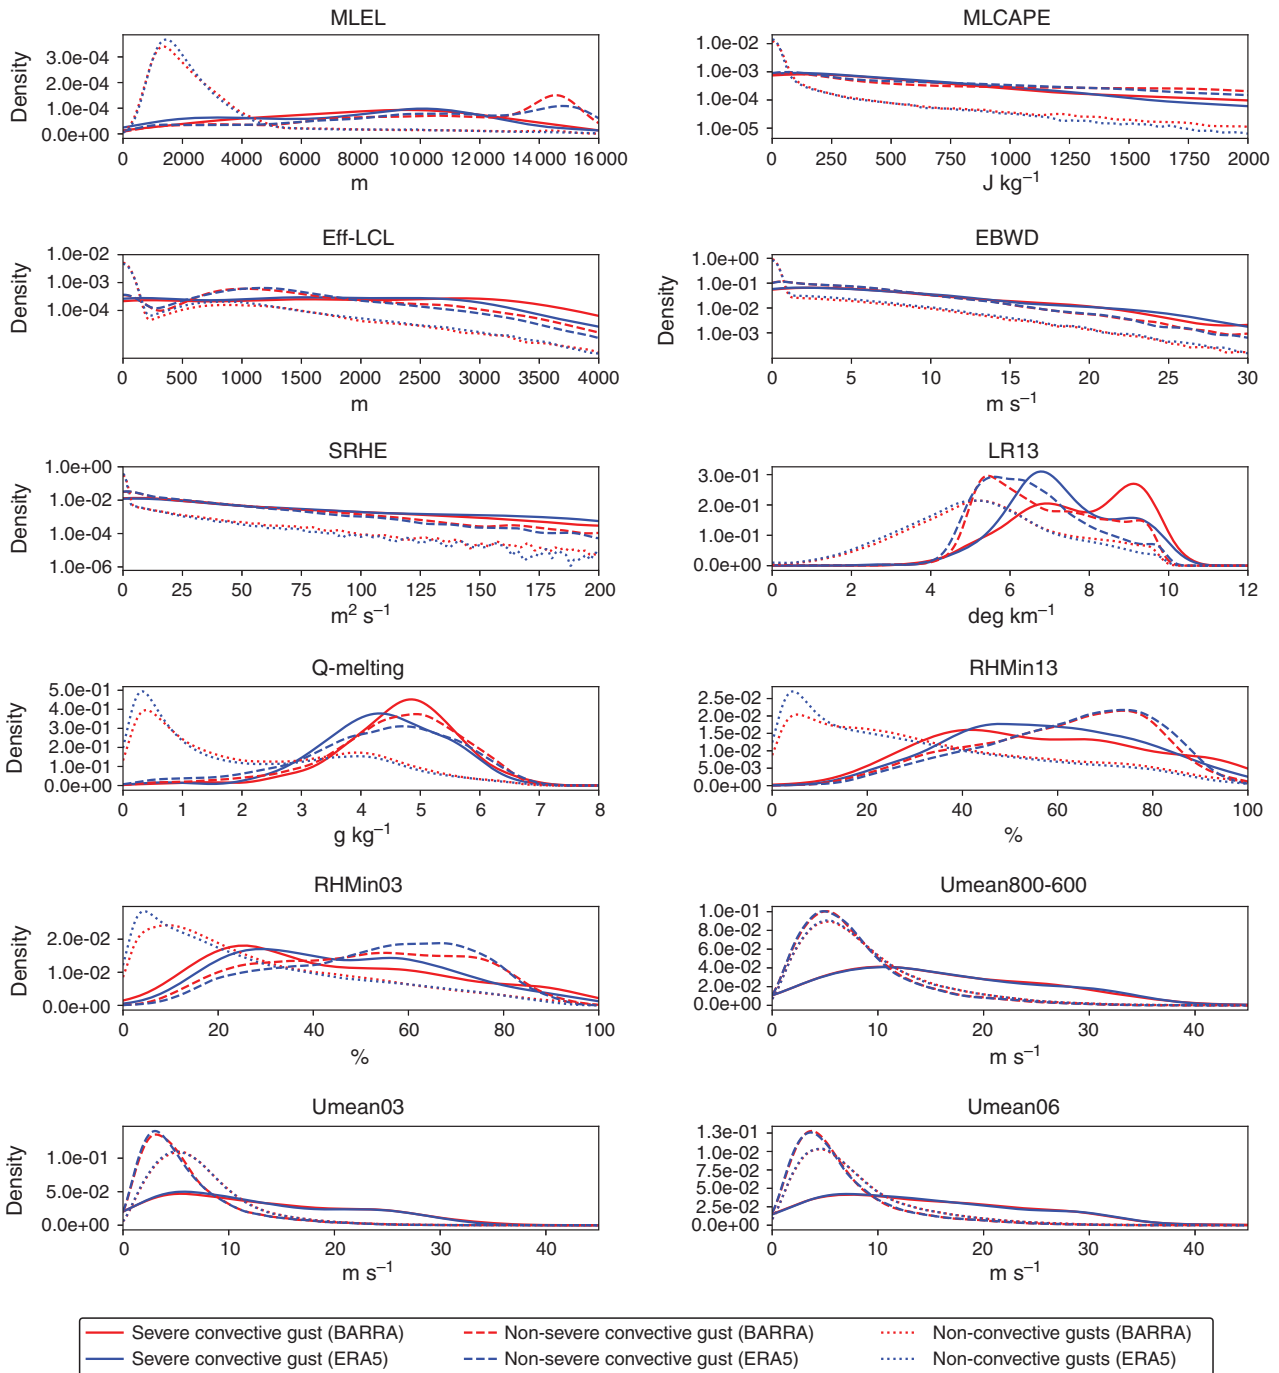 MLEL
Density
3.0e-04
2.0e-04
1.0e-04
0.0e+00
0 2000 4000 6000 8000 10 000 12 000 14 000 16 000
m
MLCAPE
1.0e-02
1.0e-03
1.0e-04
1.0e-05
0 250 500 750 1000 1250 1500 1750 2000
J kg⁻¹
Eff-LCL
Density
1.0e-02
1.0e-03
1.0e-04
0 500 1000 1500 2000 2500 3000 3500 4000
m
EBWD
Density
1.0e+00
1.0e-01
1.0e-02
1.0e-03
0 5 10 15 20 25 30
m s⁻¹
SRHE
Density
1.0e+00
1.0e-02
1.0e-04
1.0e-06
0 25 50 75 100 125 150 175 200
m² s⁻¹
LR13
3.0e-01
2.0e-01
1.0e-01
0.0e+00
0 2 4 6 8 10 12
deg km⁻¹
Q-melting
Density
5.0e-01
4.0e-01
3.0e-01
2.0e-01
1.0e-01
0.0e+00
0 1 2 3 4 5 6 7 8
g kg⁻¹
RHMin13
2.5e-02
2.0e-02
1.5e-02
1.0e-02
5.0e-03
0.0e+00
0 20 40 60 80 100
%
RHMin03
Density
2.0e-02
1.0e-02
0.0e+00
0 20 40 60 80 100
%
Umean800-600
1.0e-01
8.0e-02
6.0e-02
4.0e-02
2.0e-02
0.0e+00
0 10 20 30 40
m s⁻¹
Umean03
Density
1.0e-01
5.0e-02
0.0e+00
0 10 20 30 40
m s⁻¹
Umean06
1.3e-01
1.0e-02
7.5e-02
5.0e-02
2.5e-02
0.0e+00
0 10 20 30 40
m s⁻¹
Severe convective gust (BARRA) Non-severe convective gust (BARRA) Non-convective gusts (BARRA)
Severe convective gust (ERA5) Non-severe convective gust (ERA5) Non-convective gusts (ERA5)